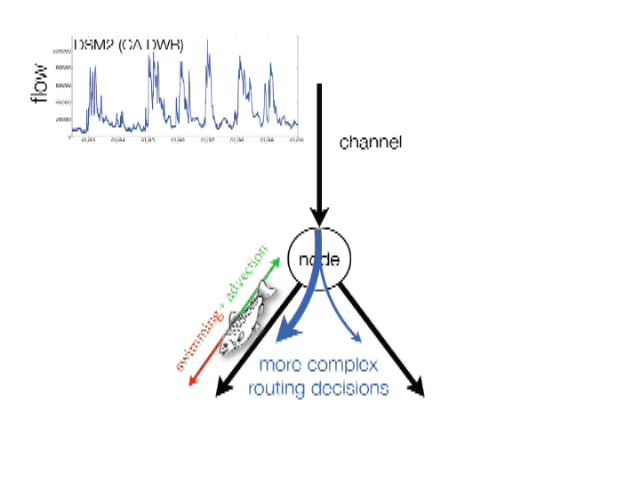 DSM2 (CA DWR)
flow
channel
node
swimming + advection
more complex
routing decisions